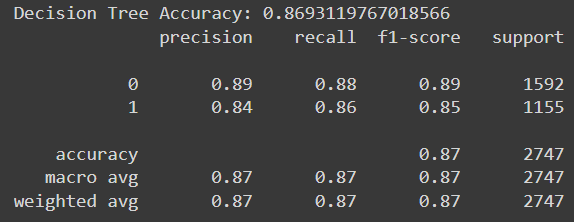 Decision Tree Accuracy: 0.8693119767018566
precision recall f1-score support
0 0.89 0.88 0.89 1592
1 0.84 0.86 0.85 1155
accuracy 0.87 2747
macro avg 0.87 0.87 0.87 2747
weighted avg 0.87 0.87 0.87 2747